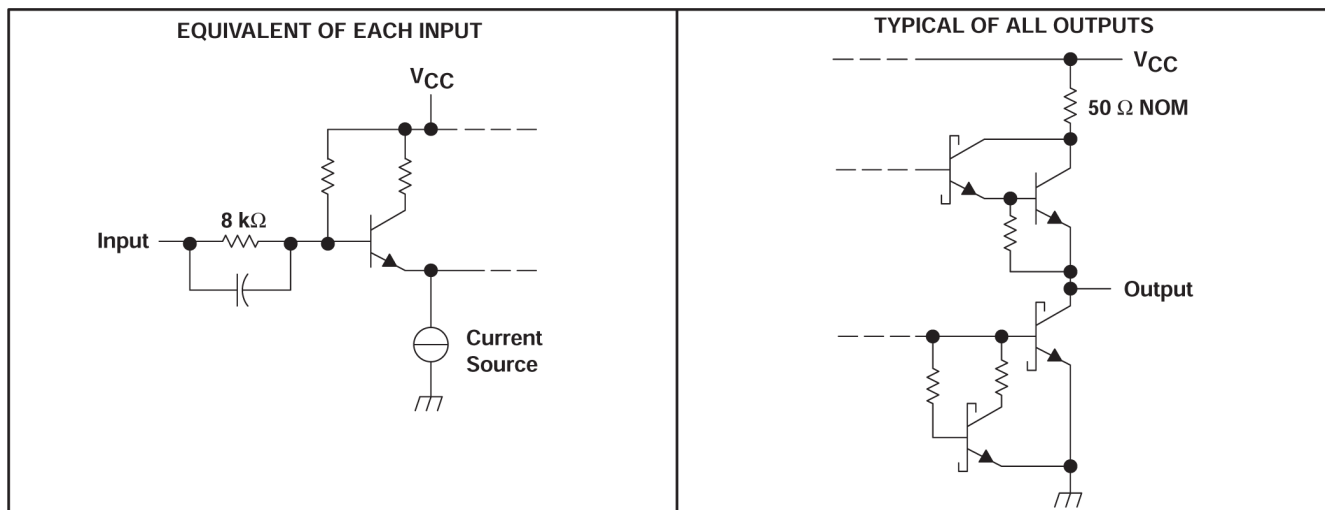 EQUIVALENT OF EACH INPUT
VCC
8 kΩ
Input
Current
Source
TYPICAL OF ALL OUTPUTS
VCC
50 Ω NOM
Output